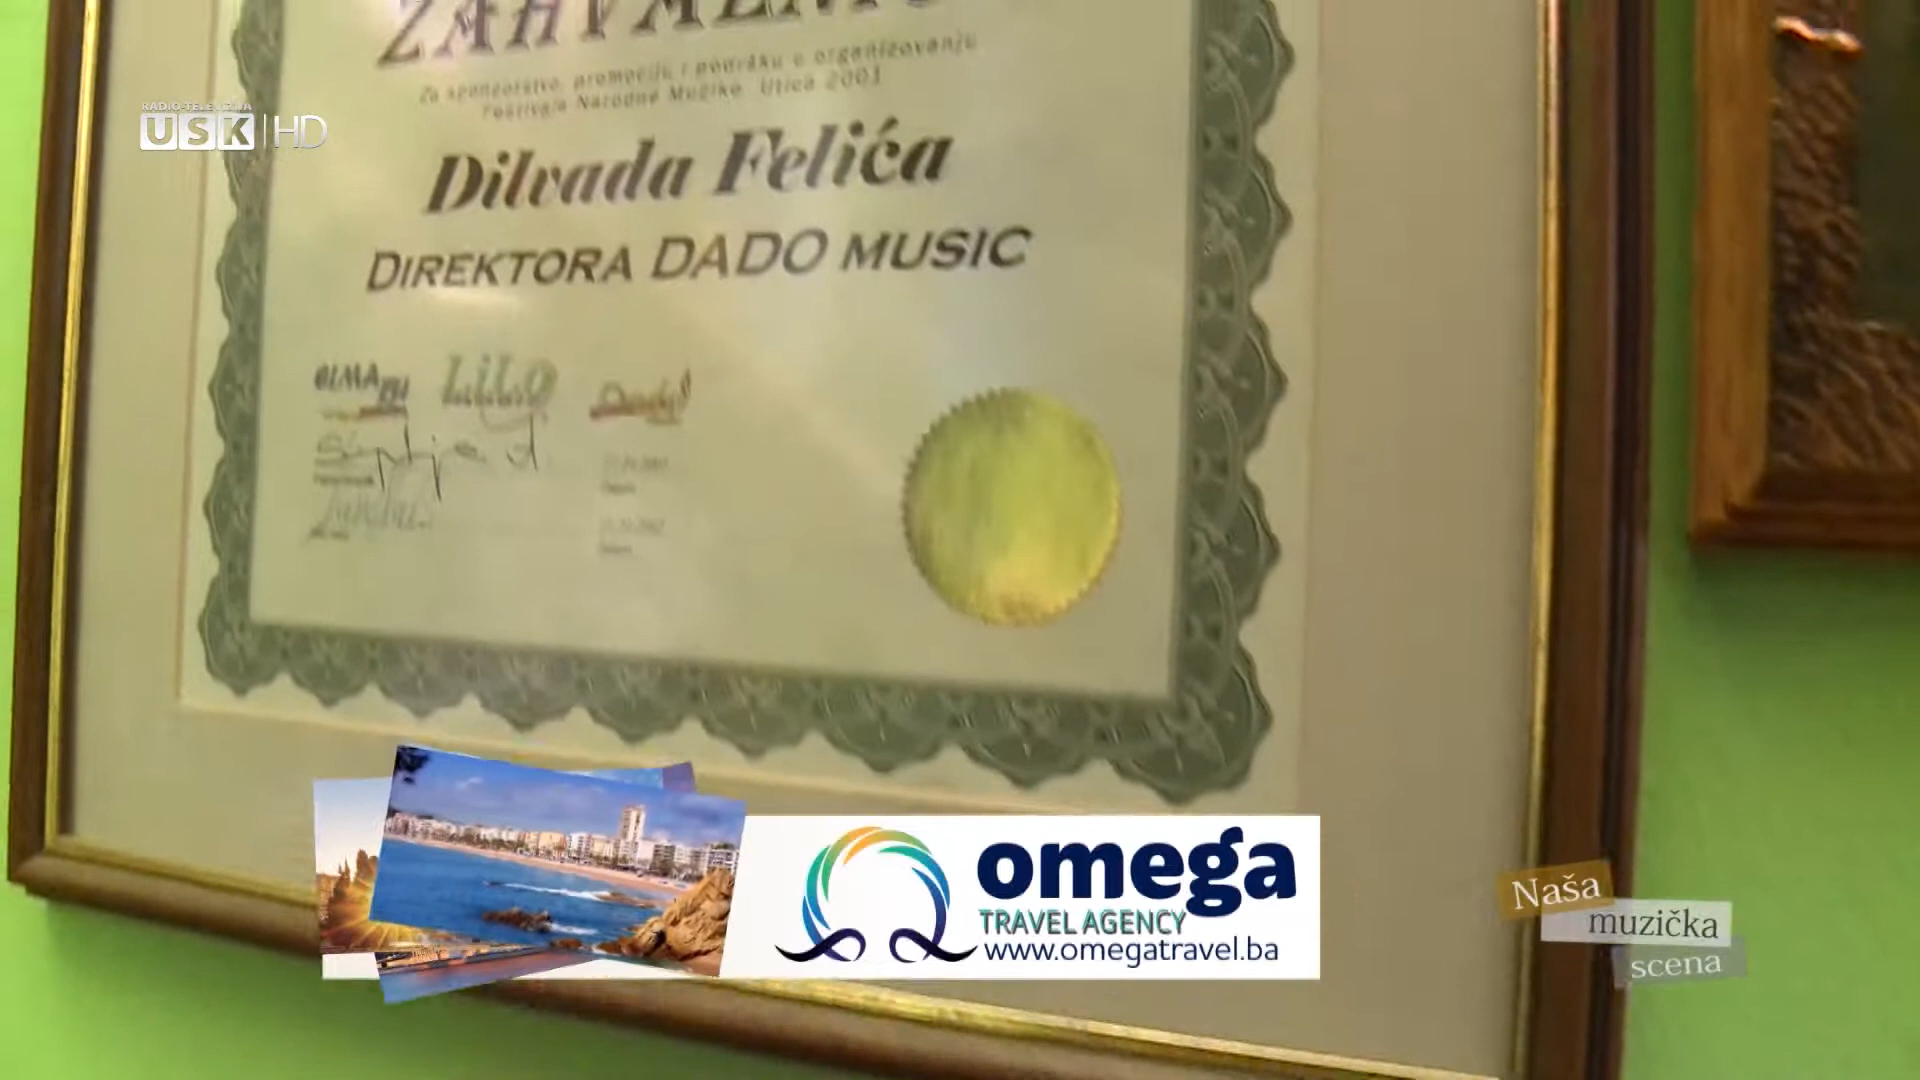 ZAHVALNICU
Za sponzorstvo, promociju i podršku u organizovanju
Festivala Narodne Muzike Utica 2001
RADIO-TELEVIZIJA
USK HD
Dilvada Felića
DIREKTORA DADO MUSIC
LiLo
omega
TRAVEL AGENCY
www.omegatravel.ba
Naša
muzička
scena